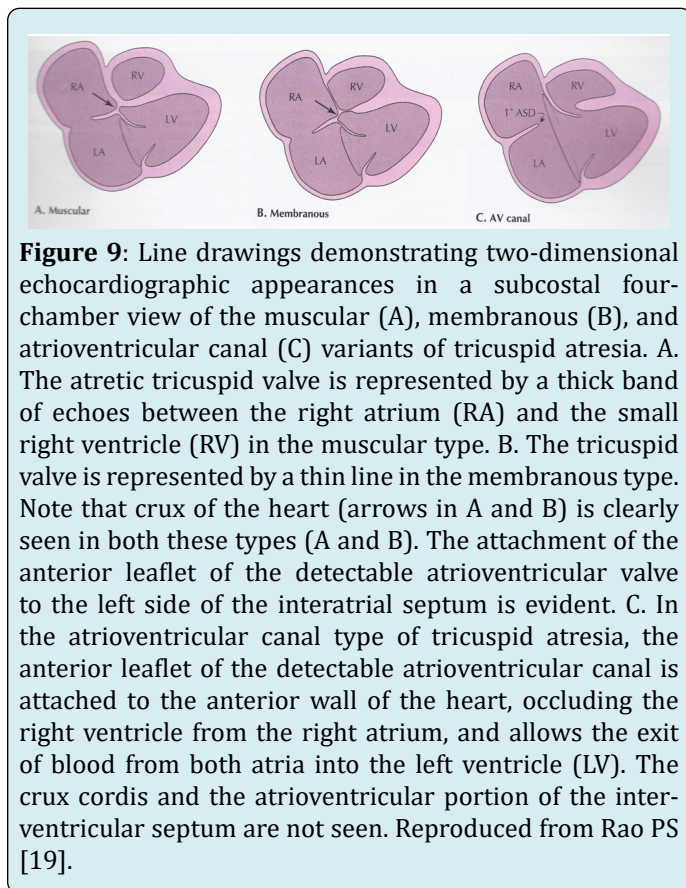 RA RV LV LA
A. Muscular
RA RV LV LA
B. Membranous
RA RV 1° ASD LV LA
C. AV canal
Figure 9: Line drawings demonstrating two-dimensional
echocardiographic appearances in a subcostal four-
chamber view of the muscular (A), membranous (B), and
atrioventricular canal (C) variants of tricuspid atresia. A.
The atretic tricuspid valve is represented by a thick band
of echoes between the right atrium (RA) and the small
right ventricle (RV) in the muscular type. B. The tricuspid
valve is represented by a thin line in the membranous type.
Note that crux of the heart (arrows in A and B) is clearly
seen in both these types (A and B). The attachment of the
anterior leaflet of the detectable atrioventricular valve
to the left side of the interatrial septum is evident. C. In
the atrioventricular canal type of tricuspid atresia, the
anterior leaflet of the detectable atrioventricular canal is
attached to the anterior wall of the heart, occluding the
right ventricle from the right atrium, and allows the exit
of blood from both atria into the left ventricle (LV). The
crux cordis and the atrioventricular portion of the inter-
ventricular septum are not seen. Reproduced from Rao PS
[19].